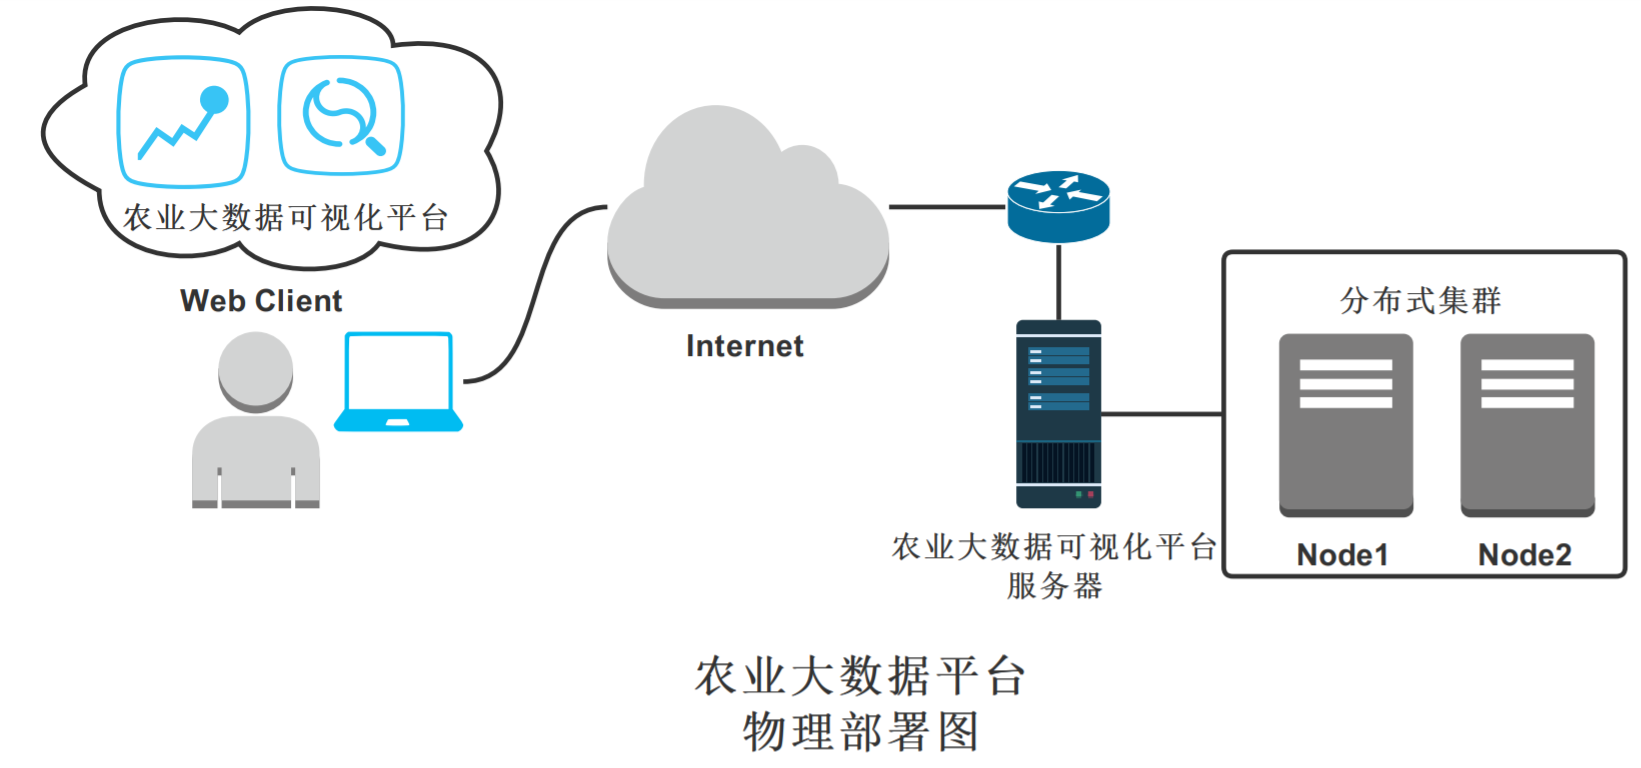 农业大数据可视化平台
Web Client
Internet
分布式集群
Node1
Node2
农业大数据可视化平台
服务器
农业大数据平台
物理部署图